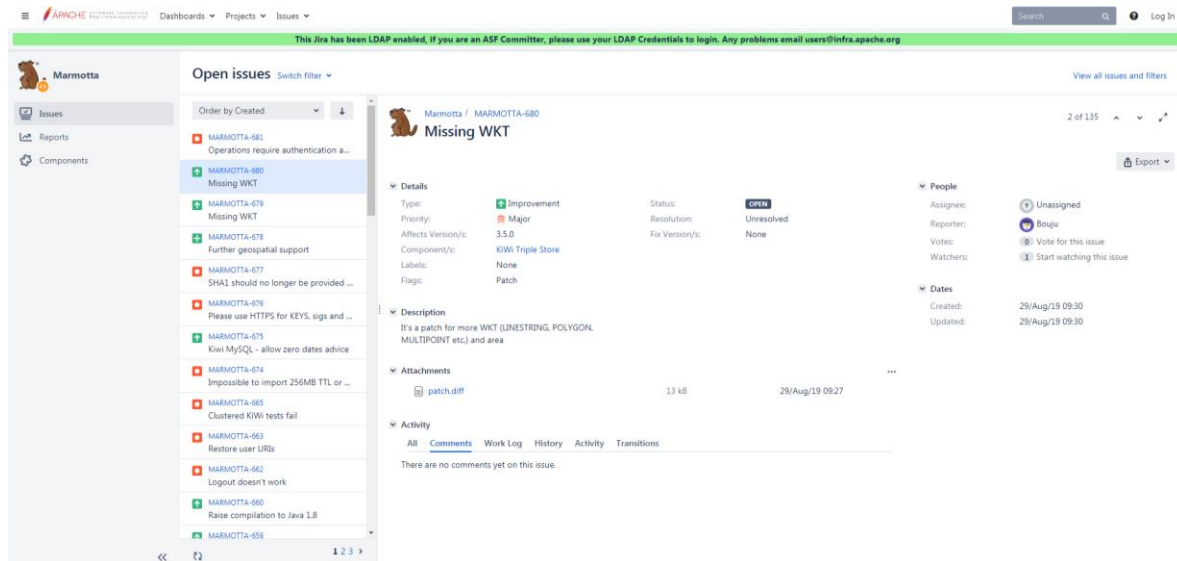 APACHE
Dashboards Projects Issues
Search
Log In
This Jira has been LDAP enabled, if you are an ASF Committer, please use your LDAP Credentials to login. Any problems email users@infra.apache.org
Marmotta
Issues
Reports
Components
Open issues Switch filter
View all issues and filters
Order by Created
MARMOTTA-681
Operations require authentication a...
MARMOTTA-680
Missing WKT
MARMOTTA-679
Missing WKT
MARMOTTA-678
Further geospatial support
MARMOTTA-677
SHA1 should no longer be provided ...
MARMOTTA-676
Please use HTTPS for KEYS, sigs and ...
MARMOTTA-675
Kiwi MySQL - allow zero dates advice
MARMOTTA-674
Impossible to import 256MB TTL or ...
MARMOTTA-665
Clustered KiWi tests fail
MARMOTTA-663
Restore user URIs
MARMOTTA-662
Logout doesn't work
MARMOTTA-660
Raise compilation to Java 1.8
MARMOTTA-659
1 2 3
Marmotta / MARMOTTA-680
Missing WKT
2 of 135
Export
Details
Type: Improvement
Status: OPEN
Priority: Major
Resolution: Unresolved
Affects Version/s: 3.5.0
Fix Version/s: None
Component/s: KiWi Triple Store
Labels: None
Flags: Patch
Description
It's a patch for more WKT (LINESTRING, POLYGON,
MULTIPOINT etc.) and area
Attachments
...
patch.diff 13 kB 29/Aug/19 09:27
Activity
All Comments Work Log History Activity Transitions
There are no comments yet on this issue.
People
Assignee: Unassigned
Reporter: Bouju
Votes: 0 Vote for this issue
Watchers: 1 Start watching this issue
Dates
Created: 29/Aug/19 09:30
Updated: 29/Aug/19 09:30